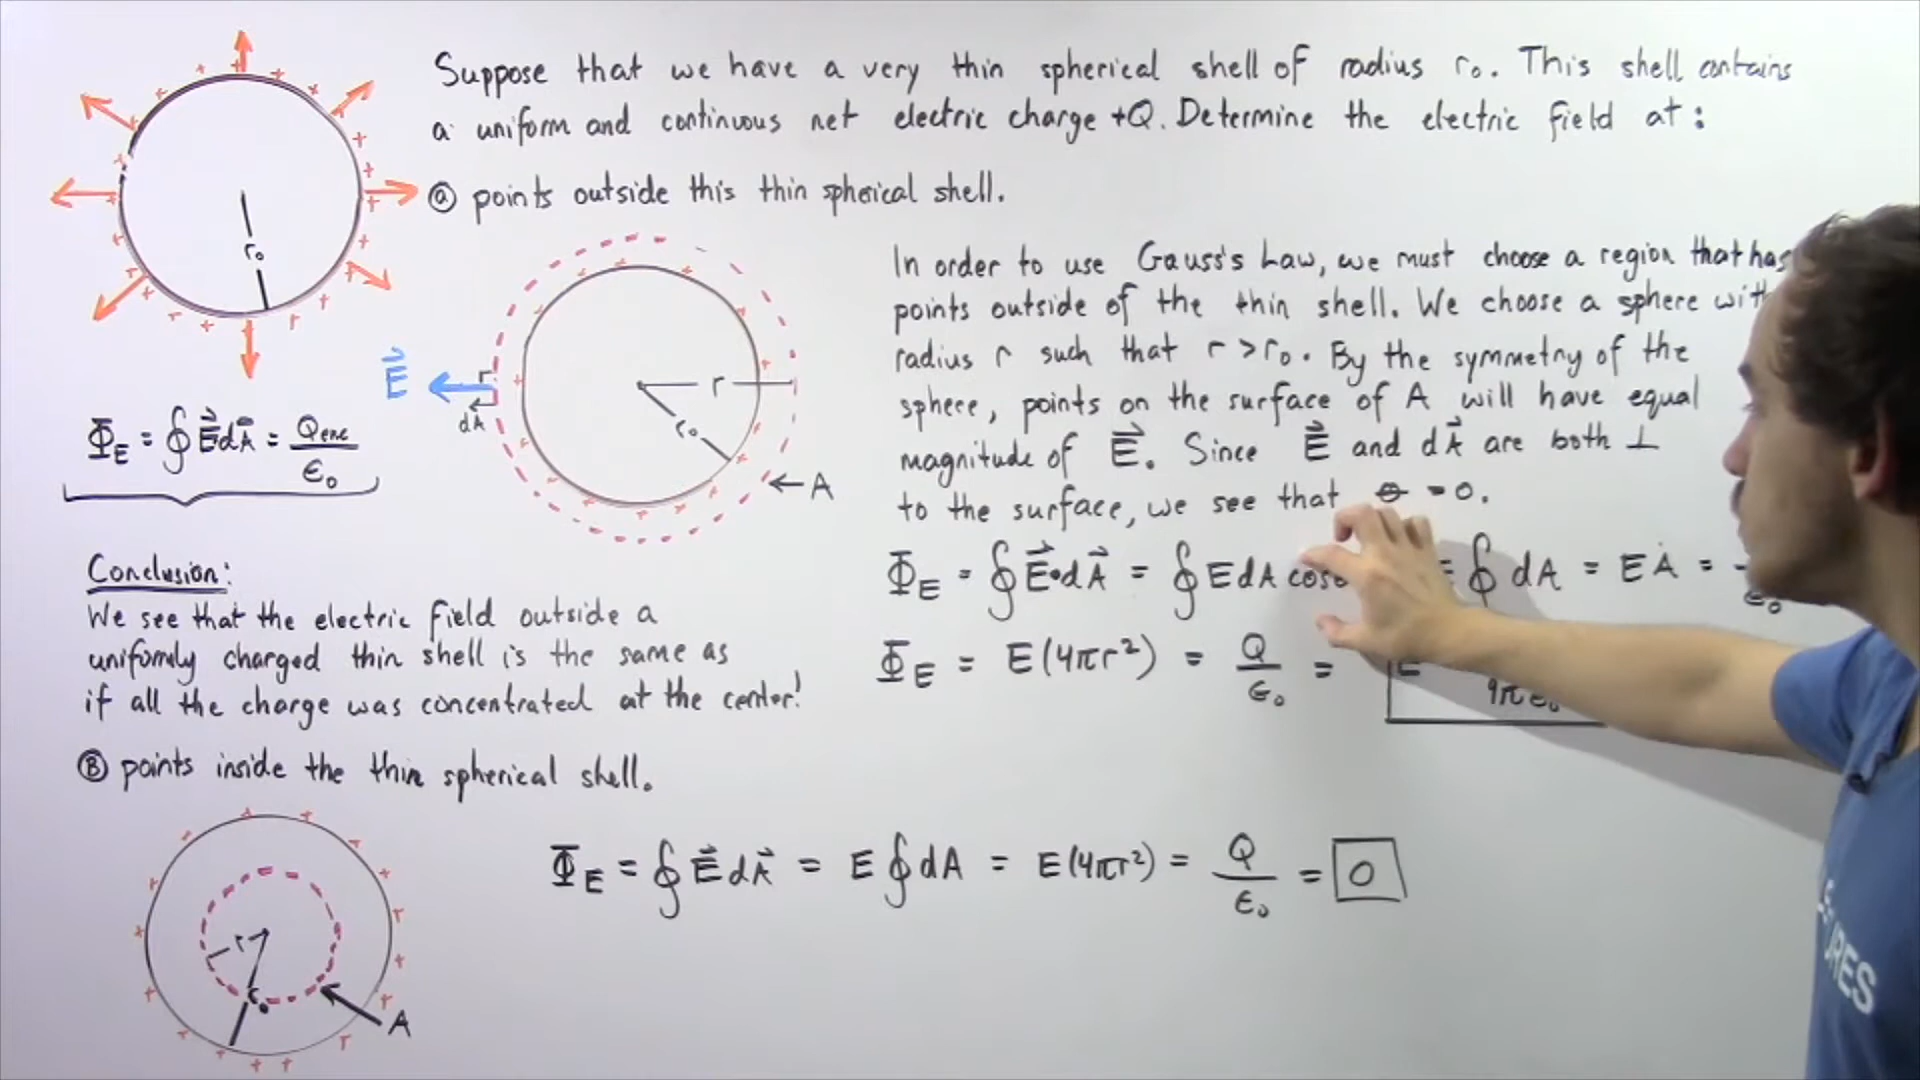 Suppose that we have a very thin spherical shell of radius r₀. This shell contains
a uniform and continuous net electric charge +Q. Determine the electric field at:
ⓐ points outside this thin spherical shell.
r₀
Φ_E = ∮E⃗dA⃗ = Qenc/ϵ₀
E⃗
dA
r
r₀
← A
In order to use Gauss's Law, we must choose a region that has
points outside of the thin shell. We choose a sphere with
radius r such that r > r₀. By the symmetry of the
sphere, points on the surface of A will have equal
magnitude of E⃗. Since E⃗ and dA⃗ are both ⊥
to the surface, we see that θ = 0.
Φ_E = ∮E⃗•dA⃗ = ∮EdA cosθ = ∮dA = EA = ϵ₀
Φ_E = E(4πr²) = Q/ϵ₀ = E 4πϵ₀
Conclusion:
We see that the electric field outside a
uniformly charged thin shell is the same as
if all the charge was concentrated at the center!
Ⓑ points inside the thin spherical shell.
r
r₀
A
Φ_E = ∮E⃗dA⃗ = E∮dA = E(4πr²) = Q/ϵ₀ = 0
URES